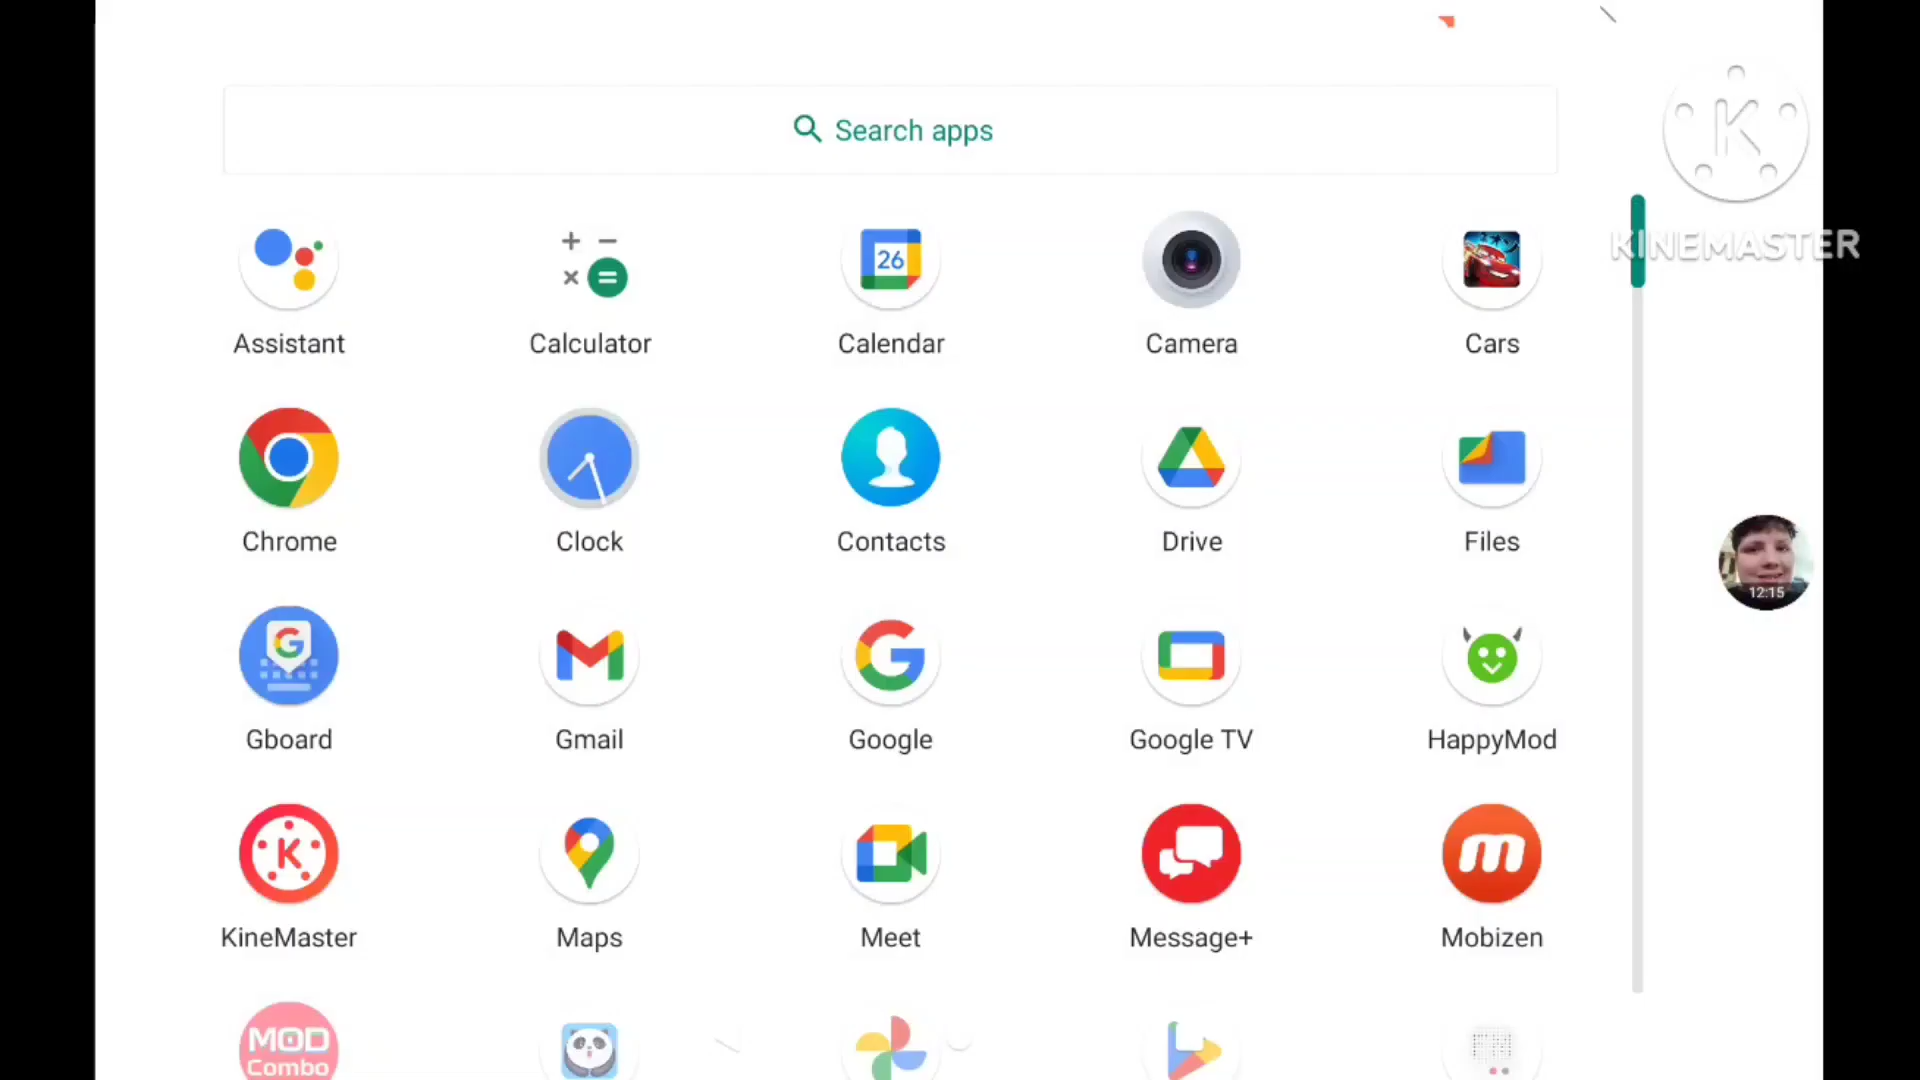 Search apps
K
KINEMASTER
26
Assistant
Calculator
Calendar
Camera
Cars
Chrome
Clock
Contacts
Drive
Files
12:15
G
G
Gboard
Gmail
Google
Google TV
HappyMod
K
m
KineMaster
Maps
Meet
Message+
Mobizen
MOD
Combo